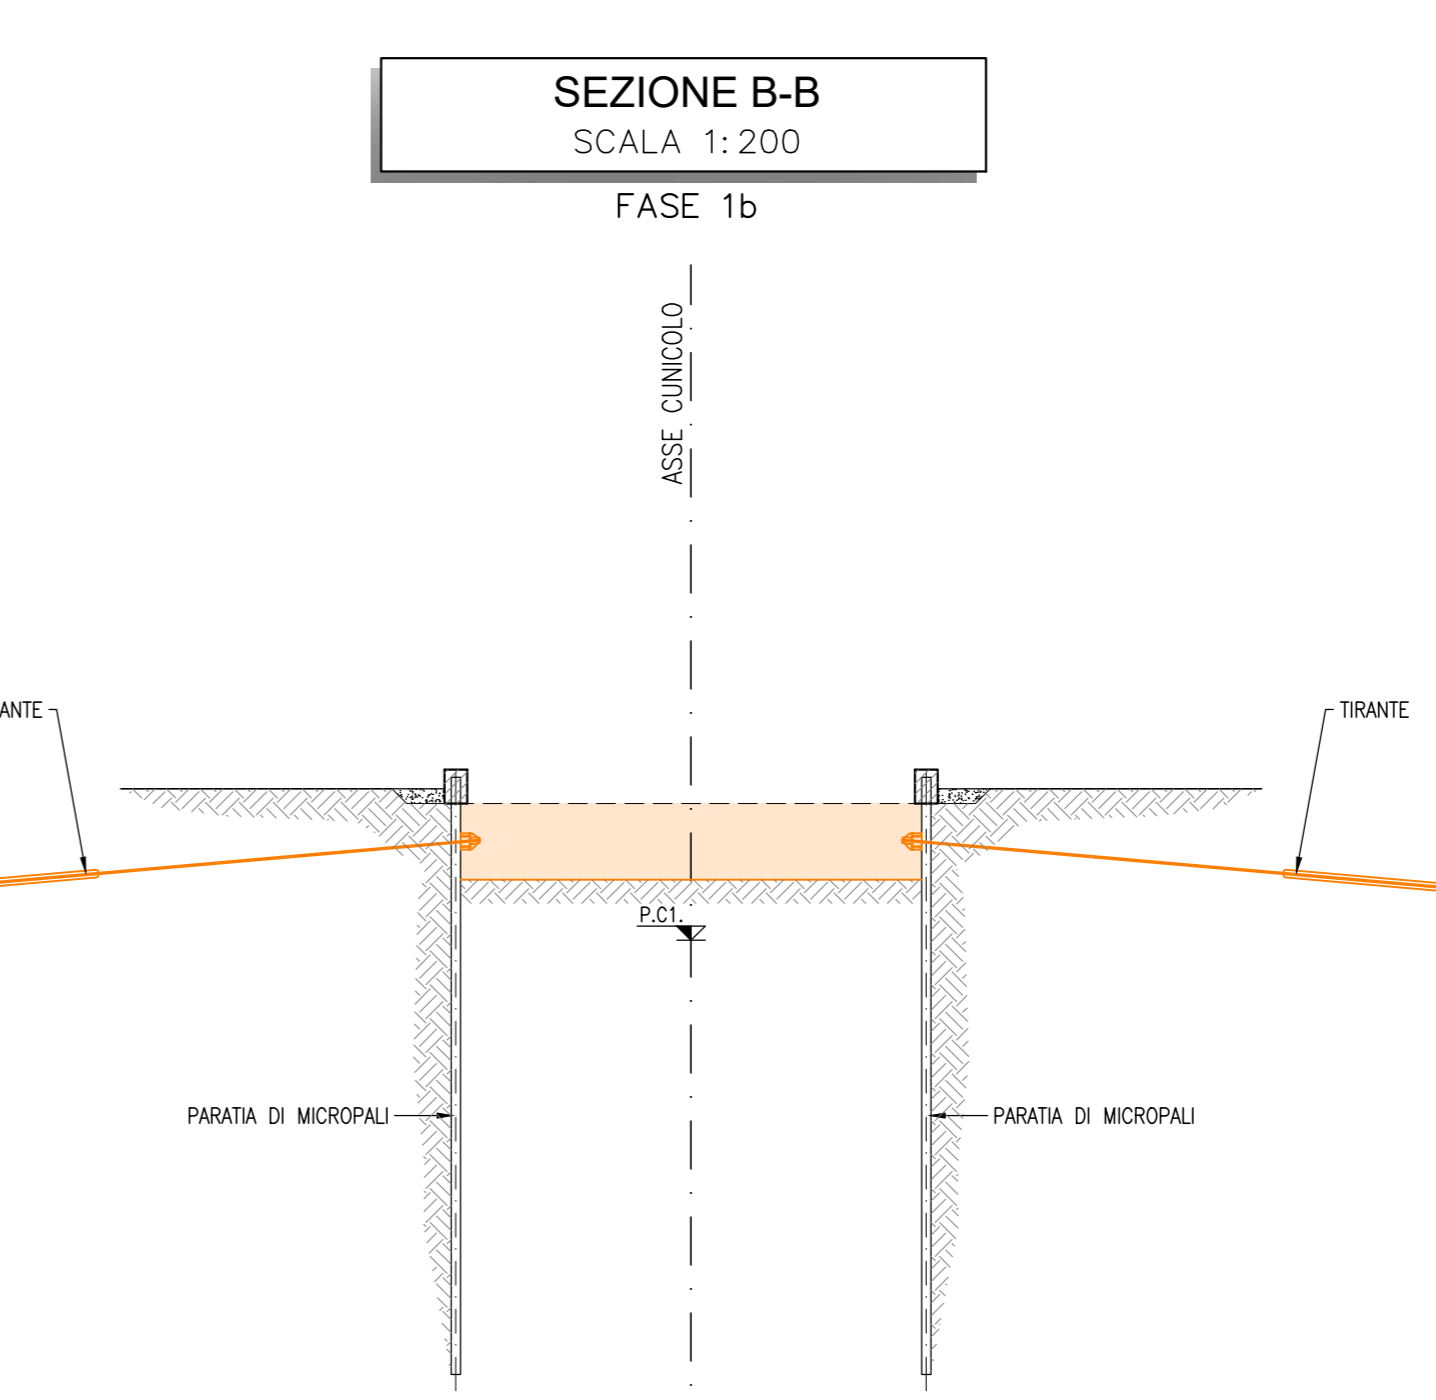 SEZIONE B-B
SCALA 1:200
FASE 1b
ASSE CUNICOLO
ANTE
TIRANTE
P.C1.
PARATIA DI MICROPALI
PARATIA DI MICROPALI